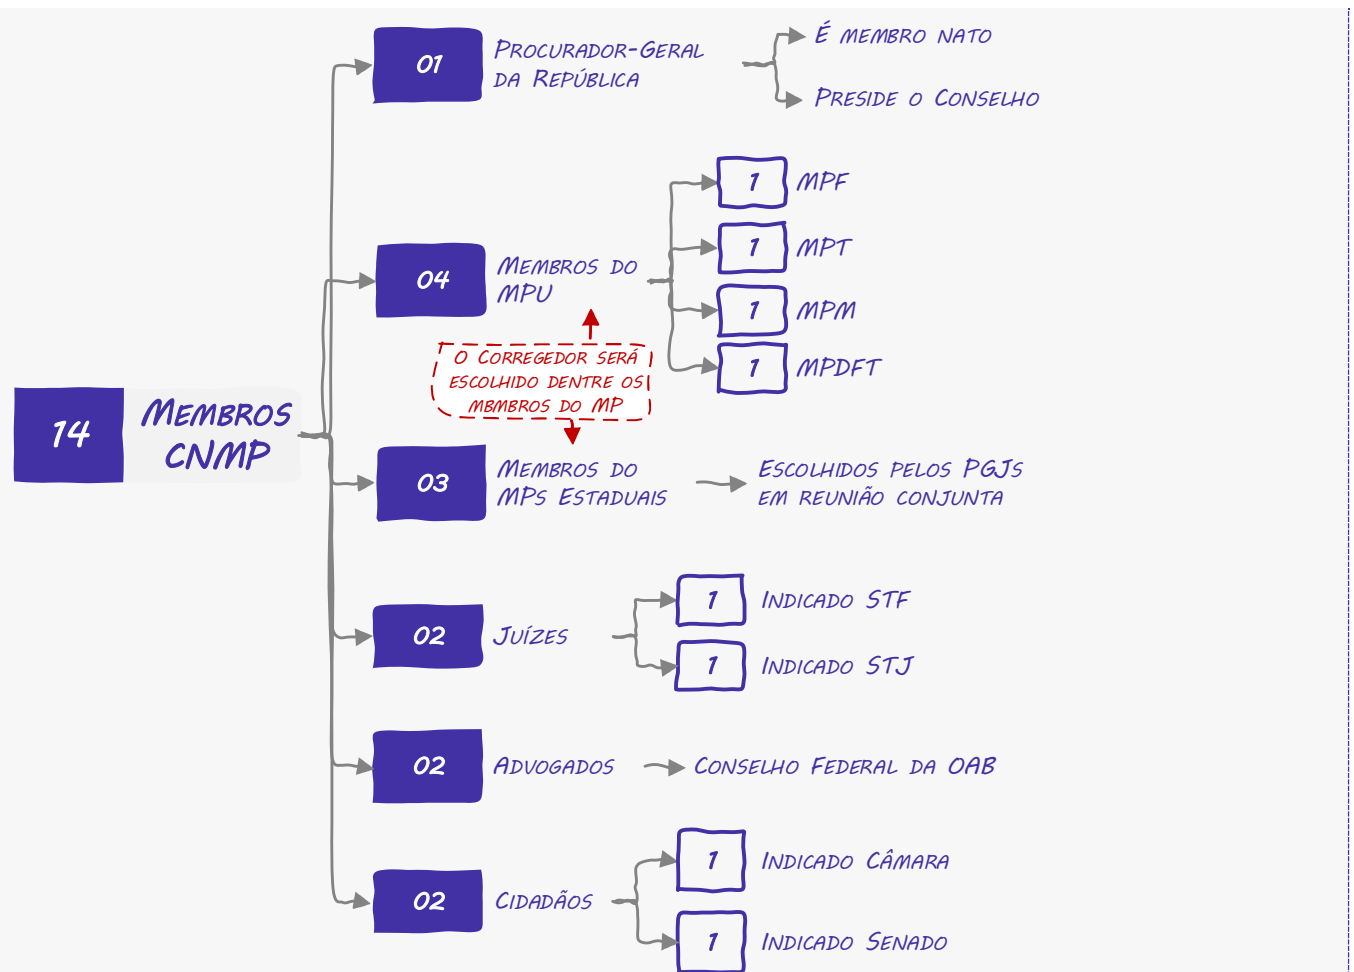 01
Procurador-Geral
da República
É membro nato
Preside o Conselho
04
Membros do
MPU
1
MPF
1
MPT
1
MPM
1
MPDFT
O Corregedor será
escolhido dentre os
mbmbros do MP
14
Membros
CNMP
03
Membros do
MPs Estaduais
Escolhidos pelos PGJs
em reunião conjunta
02
Juízes
1
Indicado STF
1
Indicado STJ
02
Advogados
Conselho Federal da OAB
02
Cidadãos
1
Indicado Câmara
1
Indicado Senado